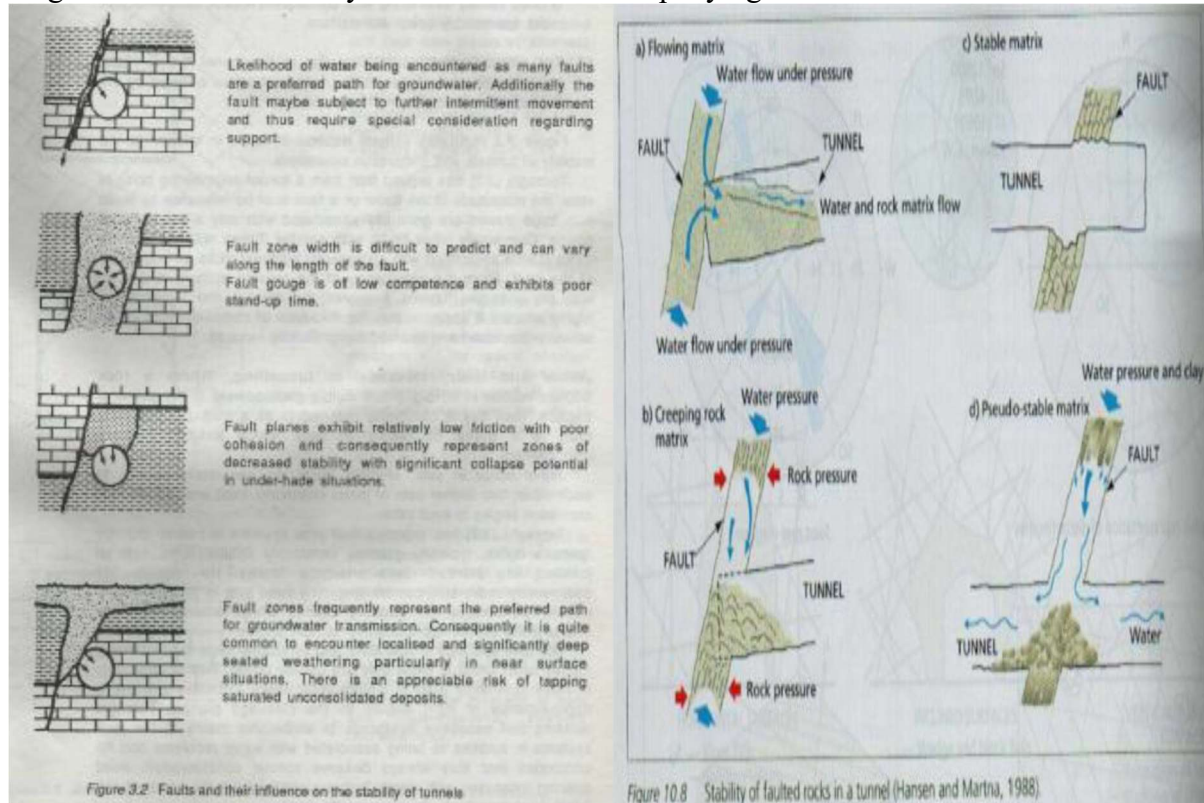 Likelihood of water being encountered as many faults
are a preferred path for groundwater. Additionally the
fault maybe subject to further intermittent movement
and thus require special consideration regarding
support.
Fault zone width is difficult to predict and can vary
along the length of the fault.
Fault gouge is of low competence and exhibits poor
stand-up time.
Fault planes exhibit relatively low friction with poor
cohesion and consequently represent zones of
decreased stability with significant collapse potential
in under-hade situations.
Fault zones frequently represent the preferred path
for groundwater transmission. Consequently it is quite
common to encounter localised and significantly deep
seated weathering particularly in near surface
situations. There is an appreciable risk of tapping
saturated unconsolidated deposits.
Figure 3.2 Faults and their influence on the stability of tunnels
a) Flowing matrix
Water flow under pressure
FAULT
TUNNEL
Water and rock matrix flow
Water flow under pressure
c) Stable matrix
FAULT
TUNNEL
b) Creeping rock
matrix
Water pressure
Rock pressure
FAULT
TUNNEL
Rock pressure
Water pressure and clay
d) Pseudo-stable matrix
FAULT
TUNNEL
Water
Figure 10.8 Stability of faulted rocks in a tunnel (Hansen and Martna, 1988).